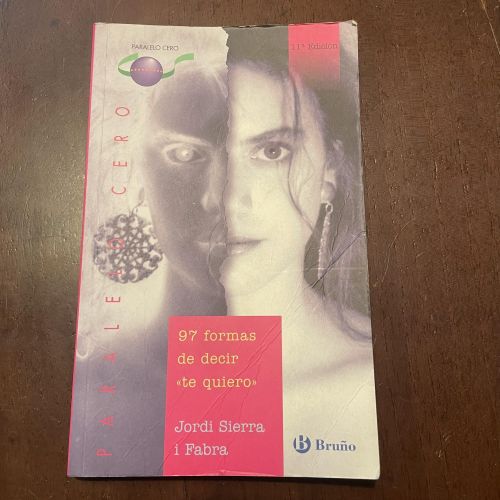 PARALELO CERO
11ª Edición
PARALELO CERO
97 formas
de decir
«te quiero»
Jordi Sierra
i Fabra
B Bruño